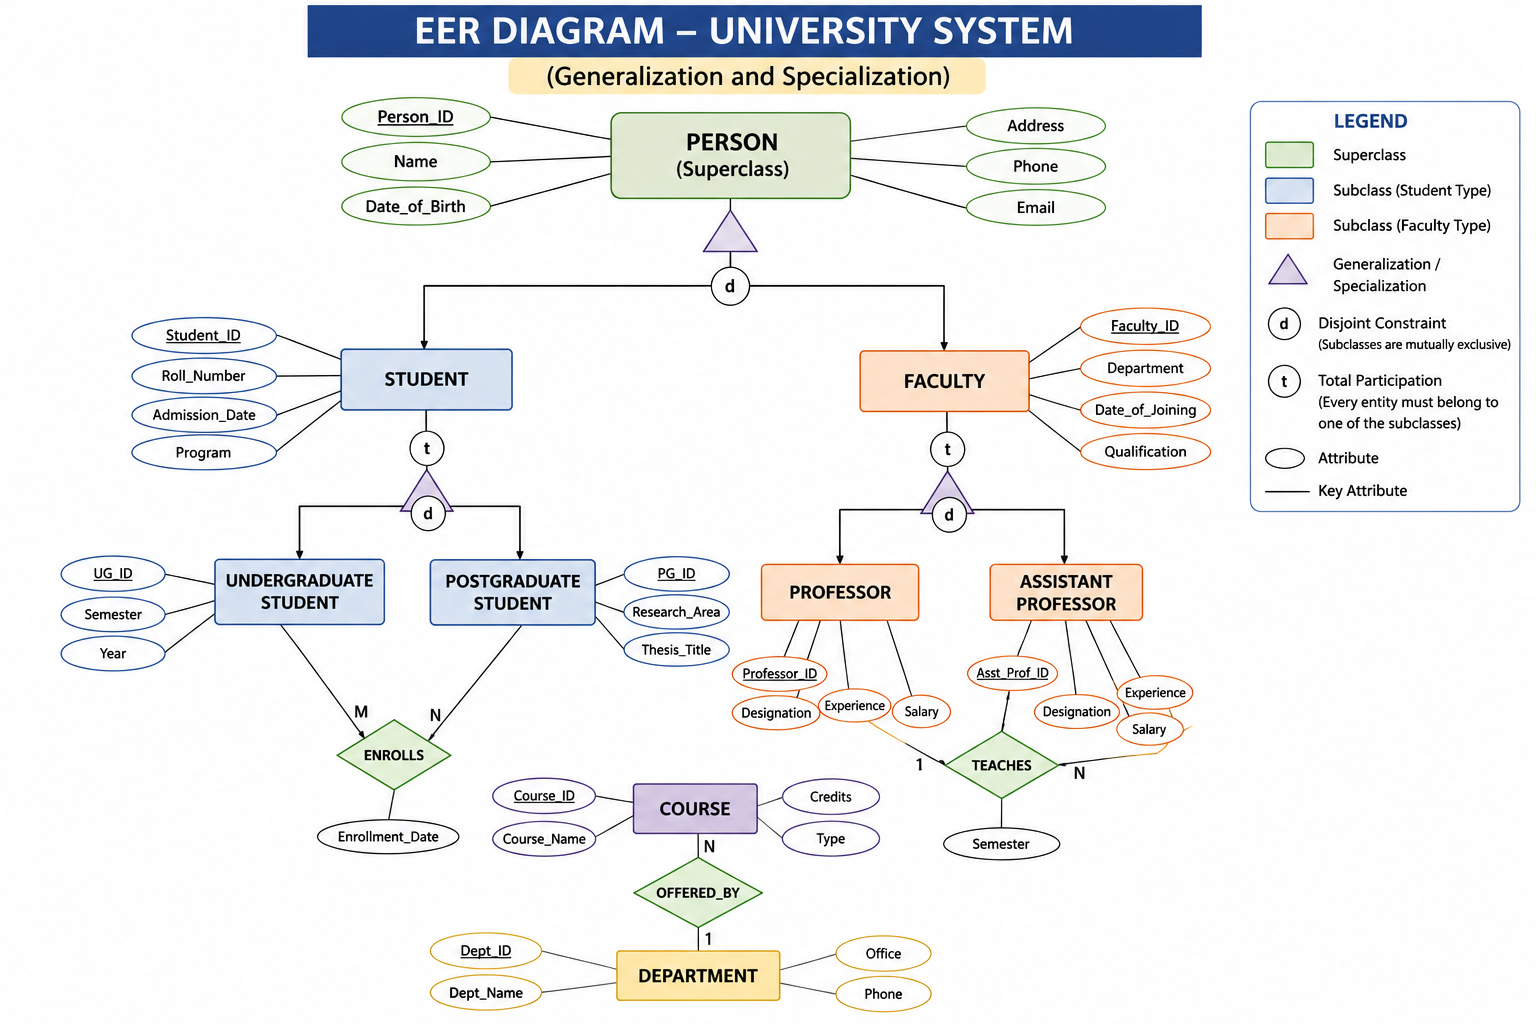 EER DIAGRAM – UNIVERSITY SYSTEM
(Generalization and Specialization)
Person_ID
Name
Date_of_Birth
PERSON
(Superclass)
Address
Phone
Email
d
Student_ID
Roll_Number
Admission_Date
Program
STUDENT
FACULTY
Faculty_ID
Department
Date_of_Joining
Qualification
t
d
t
d
UG_ID
Semester
Year
UNDERGRADUATE
STUDENT
POSTGRADUATE
STUDENT
PG_ID
Research_Area
Thesis_Title
PROFESSOR
ASSISTANT
PROFESSOR
Professor_ID
Designation
Experience
Salary
Asst_Prof_ID
Designation
Experience
Salary
M
N
ENROLLS
Enrollment_Date
1
TEACHES
N
Semester
Course_ID
Course_Name
COURSE
Credits
Type
N
OFFERED_BY
1
Dept_ID
Dept_Name
DEPARTMENT
Office
Phone
LEGEND
Superclass
Subclass (Student Type)
Subclass (Faculty Type)
Generalization /
Specialization
d
Disjoint Constraint
(Subclasses are mutually exclusive)
t
Total Participation
(Every entity must belong to
one of the subclasses)
Attribute
Key Attribute